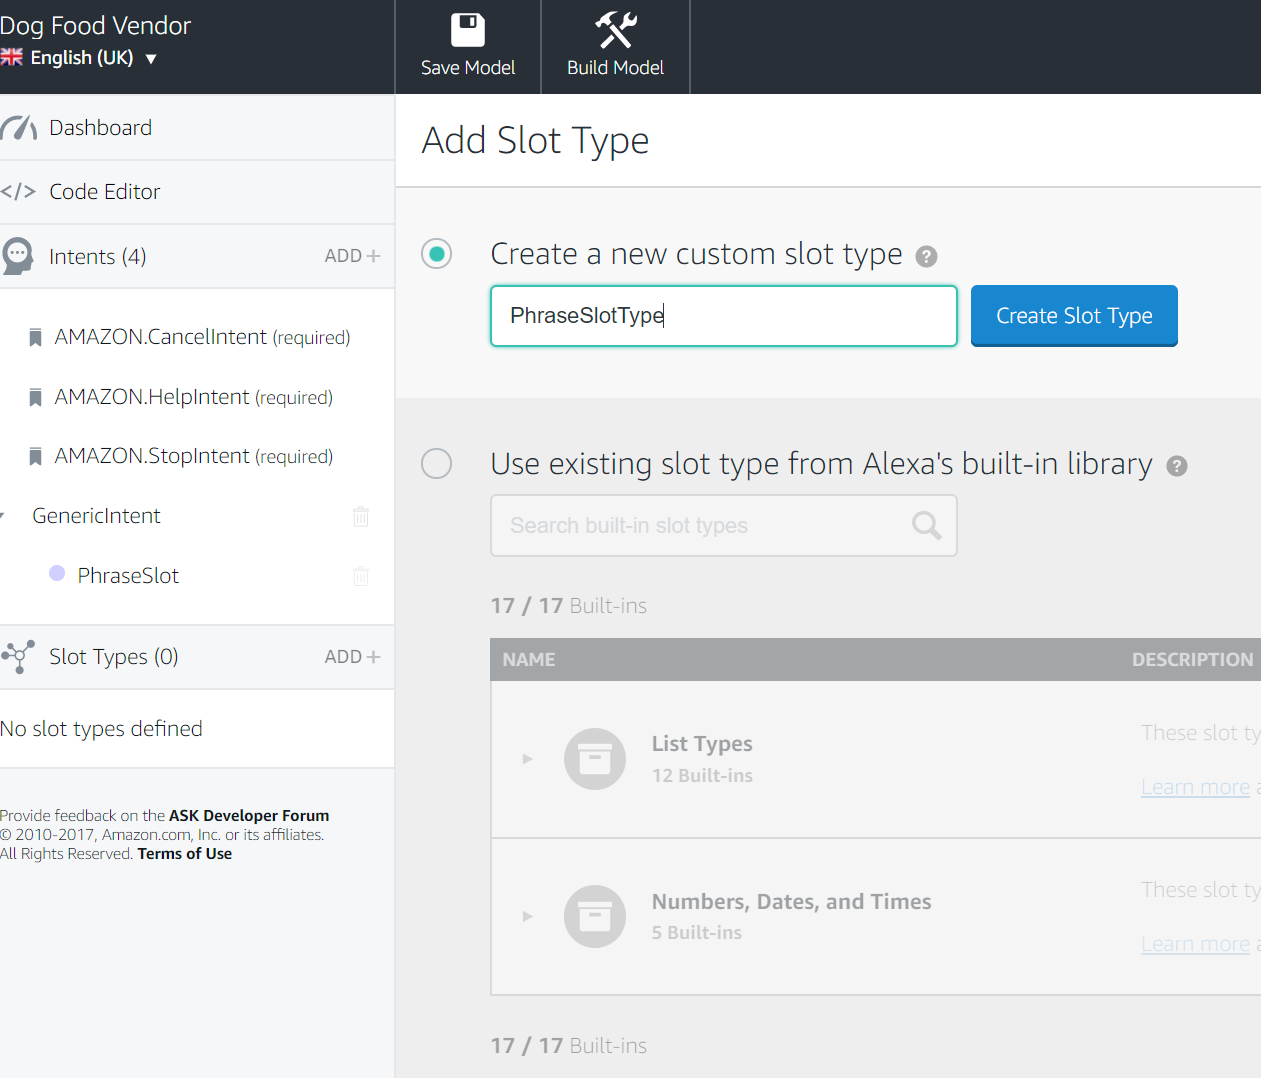 Dog Food Vendor
English (UK) ▼
Save Model
Build Model
Dashboard
</> Code Editor
Intents (4) ADD +
AMAZON.CancelIntent (required)
AMAZON.HelpIntent (required)
AMAZON.StopIntent (required)
GenericIntent
PhraseSlot
Slot Types (0) ADD +
No slot types defined
Provide feedback on the ASK Developer Forum
© 2010-2017, Amazon.com, Inc. or its affiliates.
All Rights Reserved. Terms of Use
Add Slot Type
Create a new custom slot type ?
PhraseSlotType
Create Slot Type
Use existing slot type from Alexa's built-in library ?
Search built-in slot types
17 / 17 Built-ins
NAME DESCRIPTION
List Types
12 Built-ins
These slot ty
Learn more a
Numbers, Dates, and Times
5 Built-ins
These slot ty
Learn more a
17 / 17 Built-ins